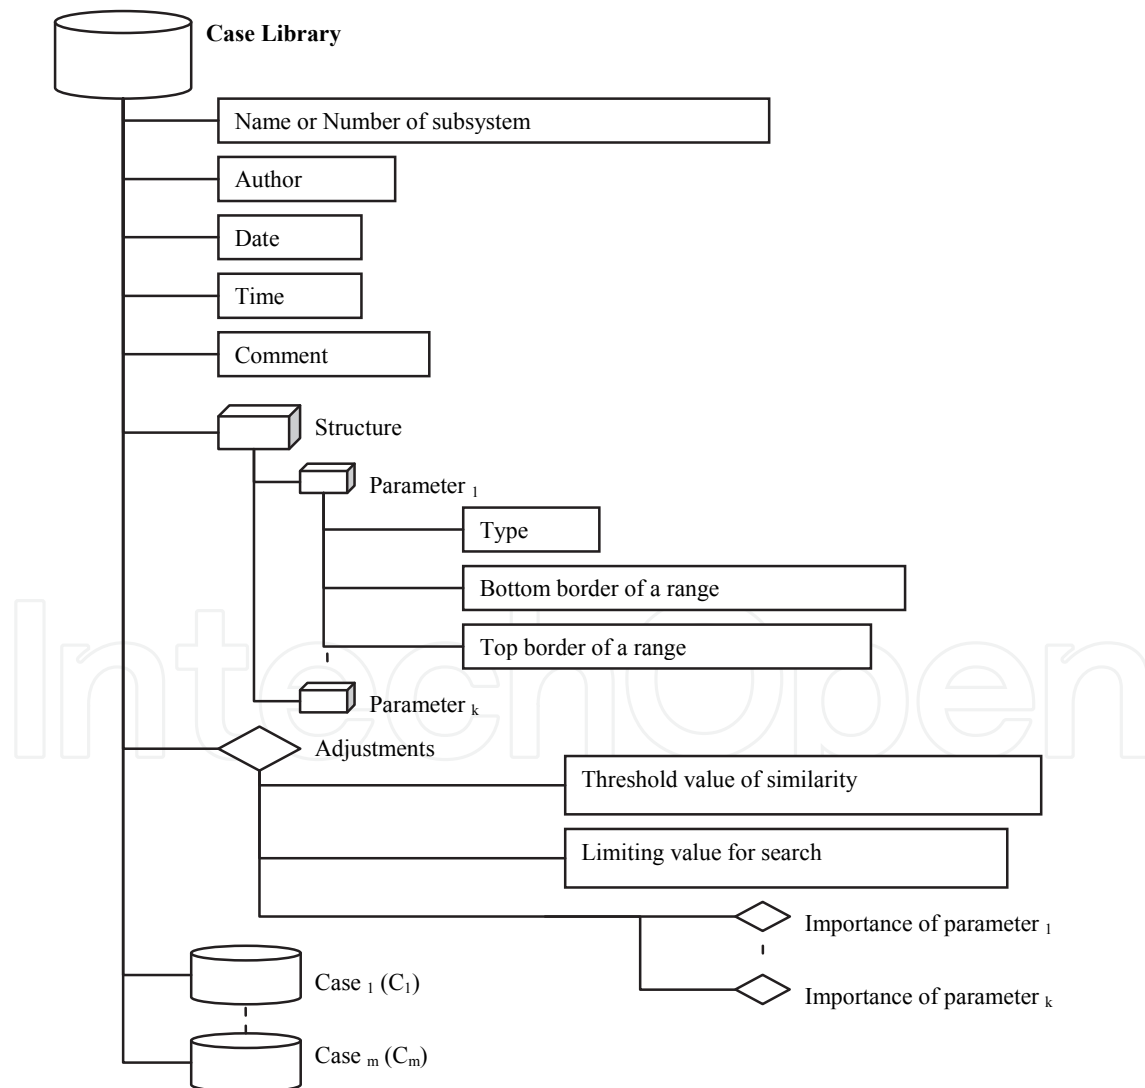 Case Library
Name or Number of subsystem
Author
Date
Time
Comment
Structure
Parameter 1
Type
Bottom border of a range
Top border of a range
Parameter k
Adjustments
Threshold value of similarity
Limiting value for search
Importance of parameter 1
Importance of parameter k
Case 1 (C1)
Case m (Cm)
IntechOpen